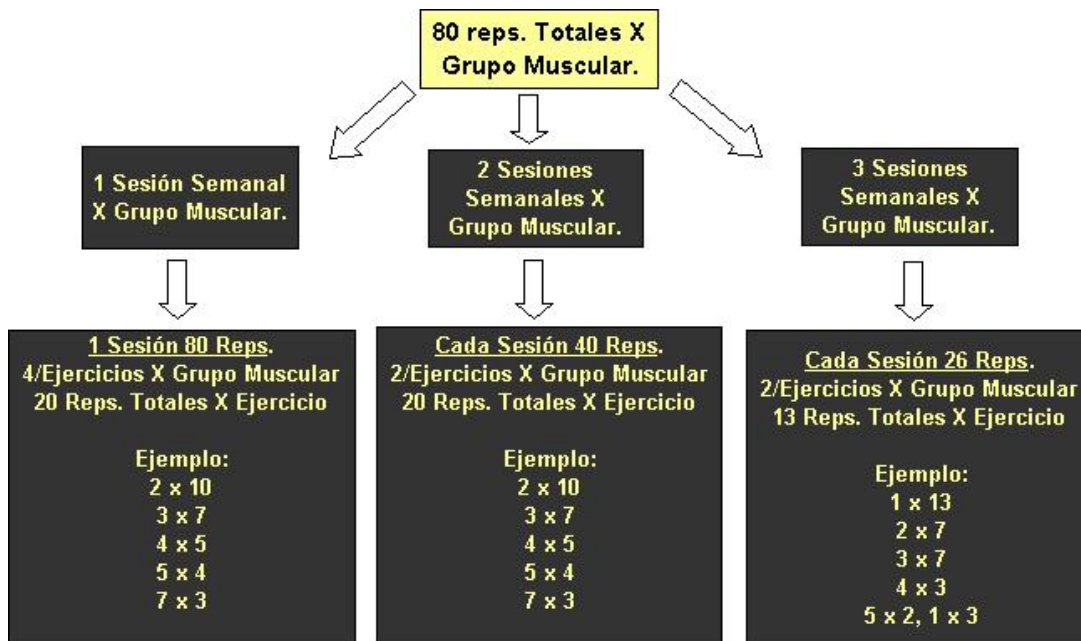 80 reps. Totales X
Grupo Muscular.
1 Sesión Semanal
X Grupo Muscular.
2 Sesiones
Semanales X
Grupo Muscular.
3 Sesiones
Semanales X
Grupo Muscular.
1 Sesión 80 Reps.
4/Ejercicios X Grupo Muscular
20 Reps. Totales X Ejercicio
Ejemplo:
2 x 10
3 x 7
4 x 5
5 x 4
7 x 3
Cada Sesión 40 Reps.
2/Ejercicios X Grupo Muscular
20 Reps. Totales X Ejercicio
Ejemplo:
2 x 10
3 x 7
4 x 5
5 x 4
7 x 3
Cada Sesión 26 Reps.
2/Ejercicios X Grupo Muscular
13 Reps. Totales X Ejercicio
Ejemplo:
1 x 13
2 x 7
3 x 7
4 x 3
5 x 2, 1 x 3